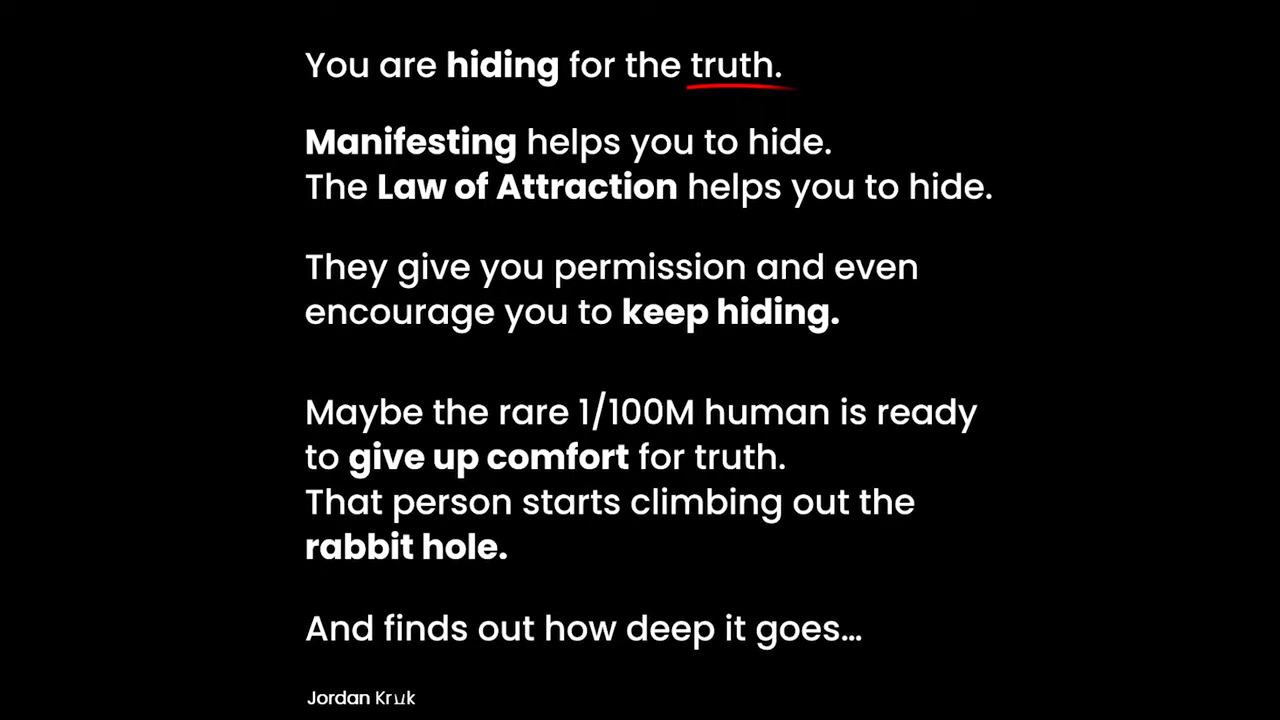 You are hiding for the truth.
Manifesting helps you to hide.
The Law of Attraction helps you to hide.
They give you permission and even
encourage you to keep hiding.
Maybe the rare 1/100M human is ready
to give up comfort for truth.
That person starts climbing out the
rabbit hole.
And finds out how deep it goes…
Jordan Kruk